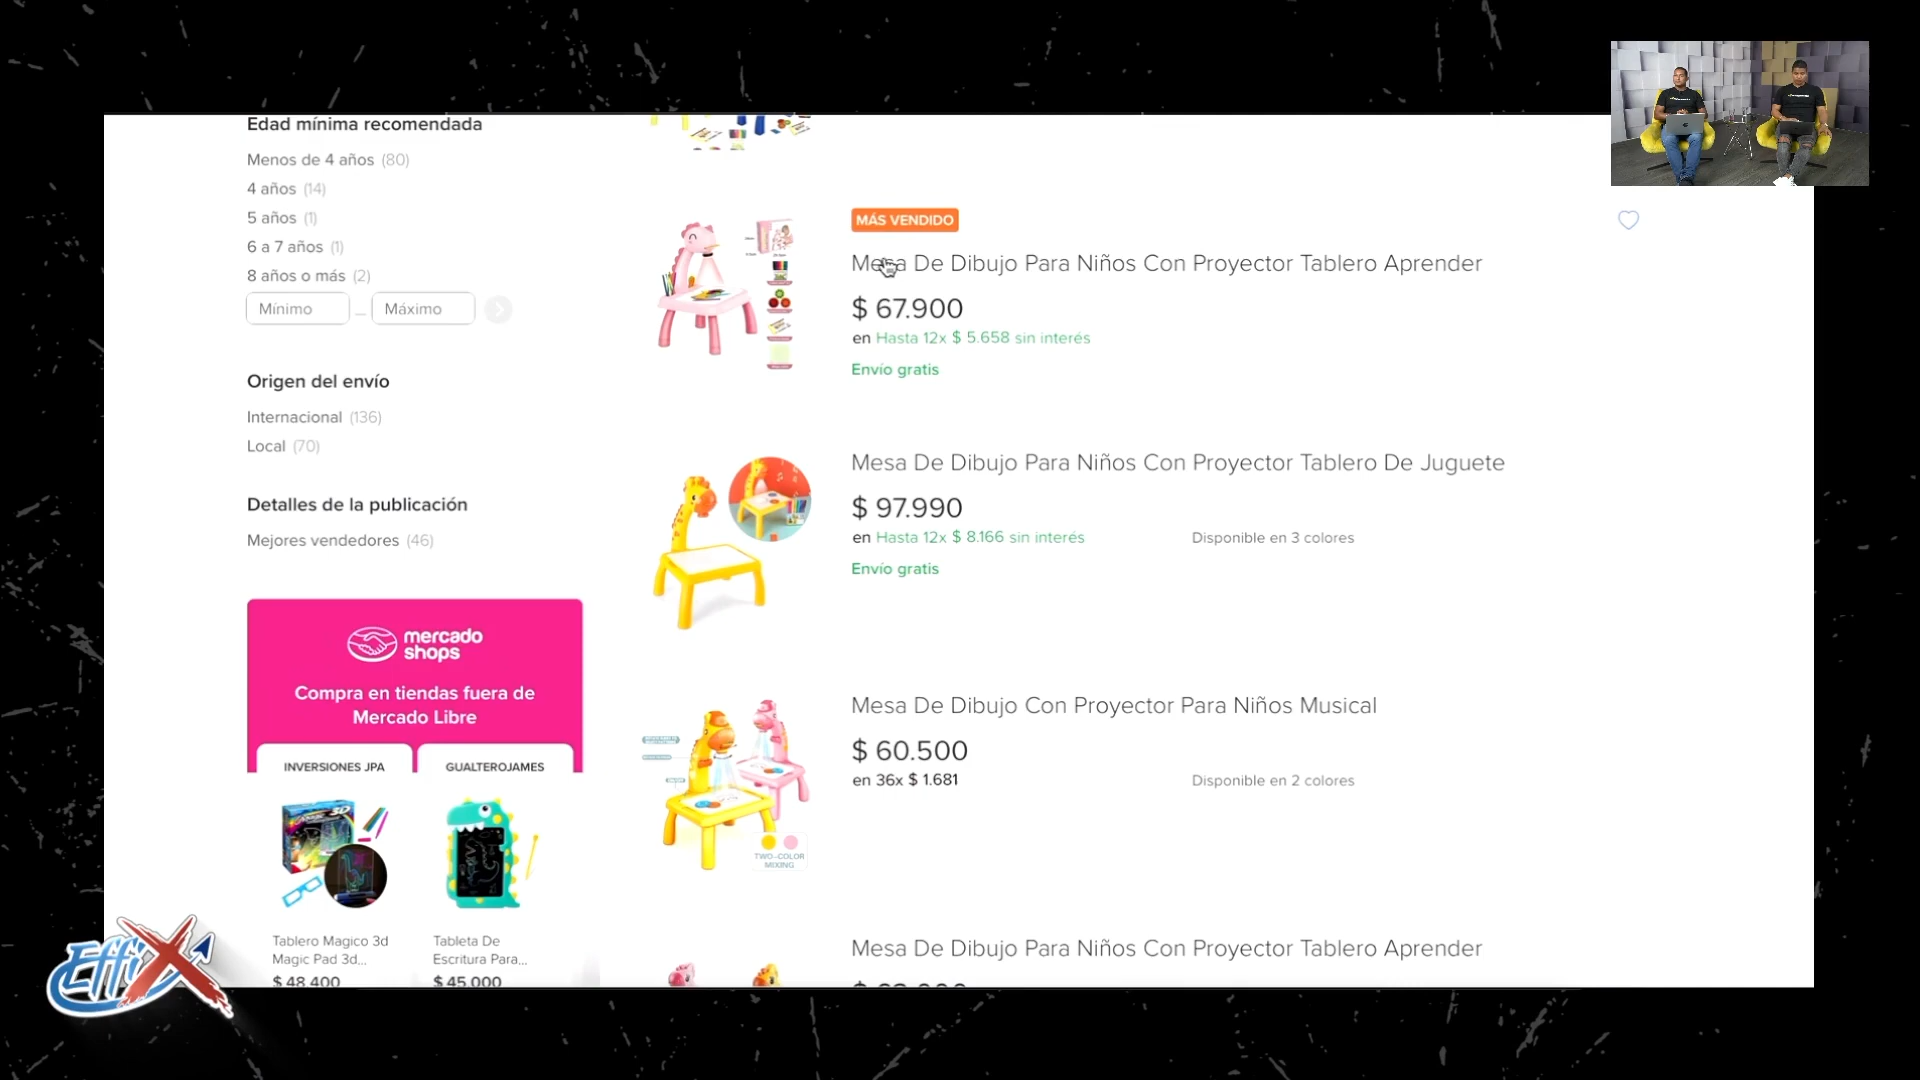 Edad mínima recomendada
Menos de 4 años (80)
4 años (14)
5 años (1)
6 a 7 años (1)
8 años o más (2)
Mínimo
—
Máximo
Origen del envío
Internacional (136)
Local (70)
Detalles de la publicación
Mejores vendedores (46)
mercado
shops
Compra en tiendas fuera de
Mercado Libre
INVERSIONES JPA
GUALTEROJAMES
Tablero Magico 3d
Magic Pad 3d...
$ 48.400
Tableta De
Escritura Para...
$ 45.000
MÁS VENDIDO
Mesa De Dibujo Para Niños Con Proyector Tablero Aprender
$ 67.900
en Hasta 12x $ 5.658 sin interés
Envío gratis
Mesa De Dibujo Para Niños Con Proyector Tablero De Juguete
$ 97.990
en Hasta 12x $ 8.166 sin interés
Disponible en 3 colores
Envío gratis
Mesa De Dibujo Con Proyector Para Niños Musical
$ 60.500
en 36x $ 1.681
Disponible en 2 colores
TWO-COLOR
MIXING
Mesa De Dibujo Para Niños Con Proyector Tablero Aprender
EffiX